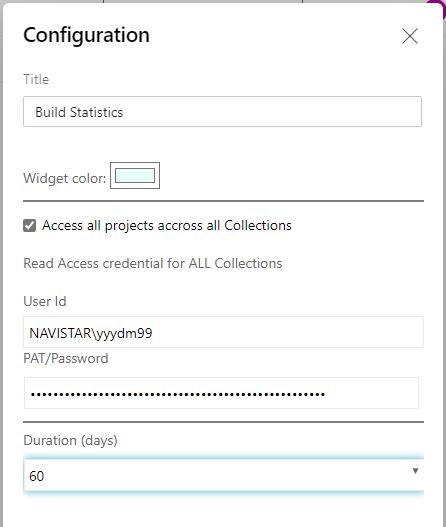 Configuration
Title
Build Statistics
Widget color:
Access all projects accross all Collections
Read Access credential for ALL Collections
User Id
NAVISTAR\yyydm99
PAT/Password
••••••••••••••••••••••••••••••••••••••••••••••••••••
Duration (days)
60